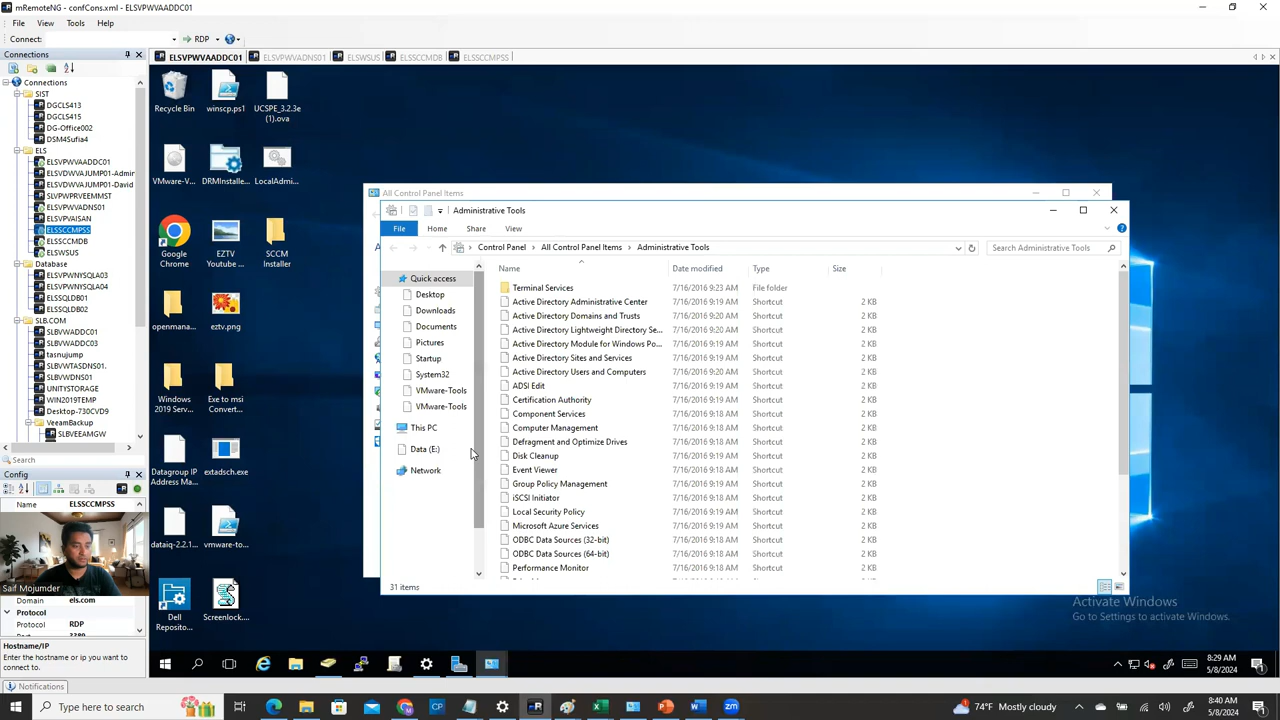 mRemoteNG - confCons.xml - ELSVPWVAADDC01
File View Tools Help
Connect: RDP
Connections
ELSVPWVAADDC01 ELSVPWVADNS01 ELSWSUS ELSSCCMDB ELSSCCMPSS
Connections
SIST
DGCLS413
DGCLS415
DG-Office002
DSM4Sufia4
ELS
ELSVPWVAADDC01
ELSVDWVAJUMP01-Admin
ELSVDWVAJUMP01-David
SLVPWPRVEEMMST
ELSVPWVADNS01
ELSVPVAISAN
ELSSCCMPSS
ELSSCCMDB
ELSWSUS
Database
ELSVPWNYSQLA03
ELSVPWNYSQLA04
ELSSQLDB01
ELSSQLDB02
SLB.COM
SLBVWADDC01
SLBVWADDC03
tasnujump
SLBVWTASDNS01.
SLBVWDNS01
UNITYSTORAGE
WIN2019TEMP
Desktop-730CVD9
VeeamBackup
SLBVEEAMGW
Search
Config
Name ELSSCCMPSS
Saif Mojumder
Domain els.com
Protocol
Protocol RDP
Port 3389
Hostname/IP
Enter the hostname or ip you want to
connect to.
Notifications
Recycle Bin
winscp.ps1
UCSPE_3.2.3e
(1).ova
VMware-V...
DRMInstalle...
LocalAdmi...
Google
Chrome
EZTV
Youtube ...
SCCM
Installer
openmana...
eztv.png
Windows
2019 Serv...
Exe to msi
Convert...
Datagroup IP
Address Ma...
extadsch.exe
dataiq-2.2.1...
vmware-to...
Dell
Reposito...
Screenlock....
All Control Panel Items
Administrative Tools
File Home Share View
Control Panel All Control Panel Items Administrative Tools
Search Administrative Tools
Quick access
Desktop
Downloads
Documents
Pictures
Startup
System32
VMware-Tools
VMware-Tools
This PC
Data (E:)
Network
Name Date modified Type Size
Terminal Services 7/16/2016 9:23 AM File folder
Active Directory Administrative Center 7/16/2016 9:19 AM Shortcut 2 KB
Active Directory Domains and Trusts 7/16/2016 9:20 AM Shortcut 2 KB
Active Directory Lightweight Directory Se... 7/16/2016 9:20 AM Shortcut 2 KB
Active Directory Module for Windows Po... 7/16/2016 9:19 AM Shortcut 2 KB
Active Directory Sites and Services 7/16/2016 9:19 AM Shortcut 2 KB
Active Directory Users and Computers 7/16/2016 9:20 AM Shortcut 2 KB
ADSI Edit 7/16/2016 9:19 AM Shortcut 2 KB
Certification Authority 7/16/2016 9:19 AM Shortcut 2 KB
Component Services 7/16/2016 9:18 AM Shortcut 2 KB
Computer Management 7/16/2016 9:18 AM Shortcut 2 KB
Defragment and Optimize Drives 7/16/2016 9:18 AM Shortcut 2 KB
Disk Cleanup 7/16/2016 9:19 AM Shortcut 2 KB
Event Viewer 7/16/2016 9:18 AM Shortcut 2 KB
Group Policy Management 7/16/2016 9:19 AM Shortcut 2 KB
iSCSI Initiator 7/16/2016 9:18 AM Shortcut 2 KB
Local Security Policy 7/16/2016 9:19 AM Shortcut 2 KB
Microsoft Azure Services 7/16/2016 9:19 AM Shortcut 2 KB
ODBC Data Sources (32-bit) 7/16/2016 9:18 AM Shortcut 2 KB
ODBC Data Sources (64-bit) 7/16/2016 9:18 AM Shortcut 2 KB
Performance Monitor 7/16/2016 9:18 AM Shortcut 2 KB
31 items
Activate Windows
Go to Settings to activate Windows.
8:29 AM
5/8/2024
Type here to search
74°F Mostly cloudy
8:40 AM
5/8/2024